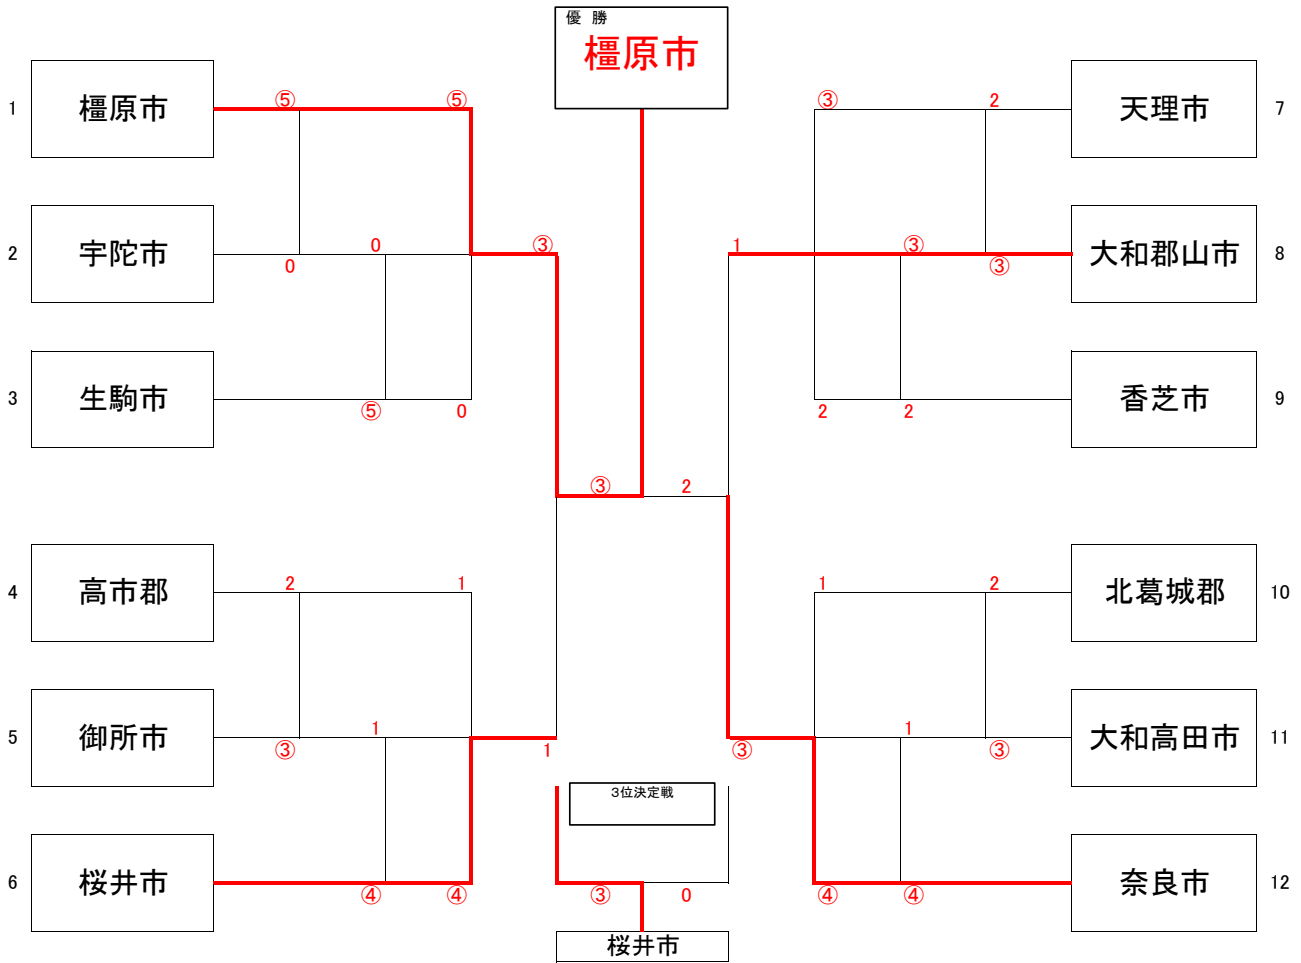 優 勝
橿原市
1 橿原市 ⑤ ⑤ ③ 2 天理市 7
2 宇陀市 0 0 ③ 1 ③ ③ 大和郡山市 8
3 生駒市 ⑤ 0 2 2 香芝市 9
③ 2
4 高市郡 2 1 1 2 北葛城郡 10
5 御所市 ③ 1 1 ③ 1 ③ 大和高田市 11
3位決定戦
6 桜井市 ④ ④ ③ 0 ④ ④ 奈良市 12
桜井市